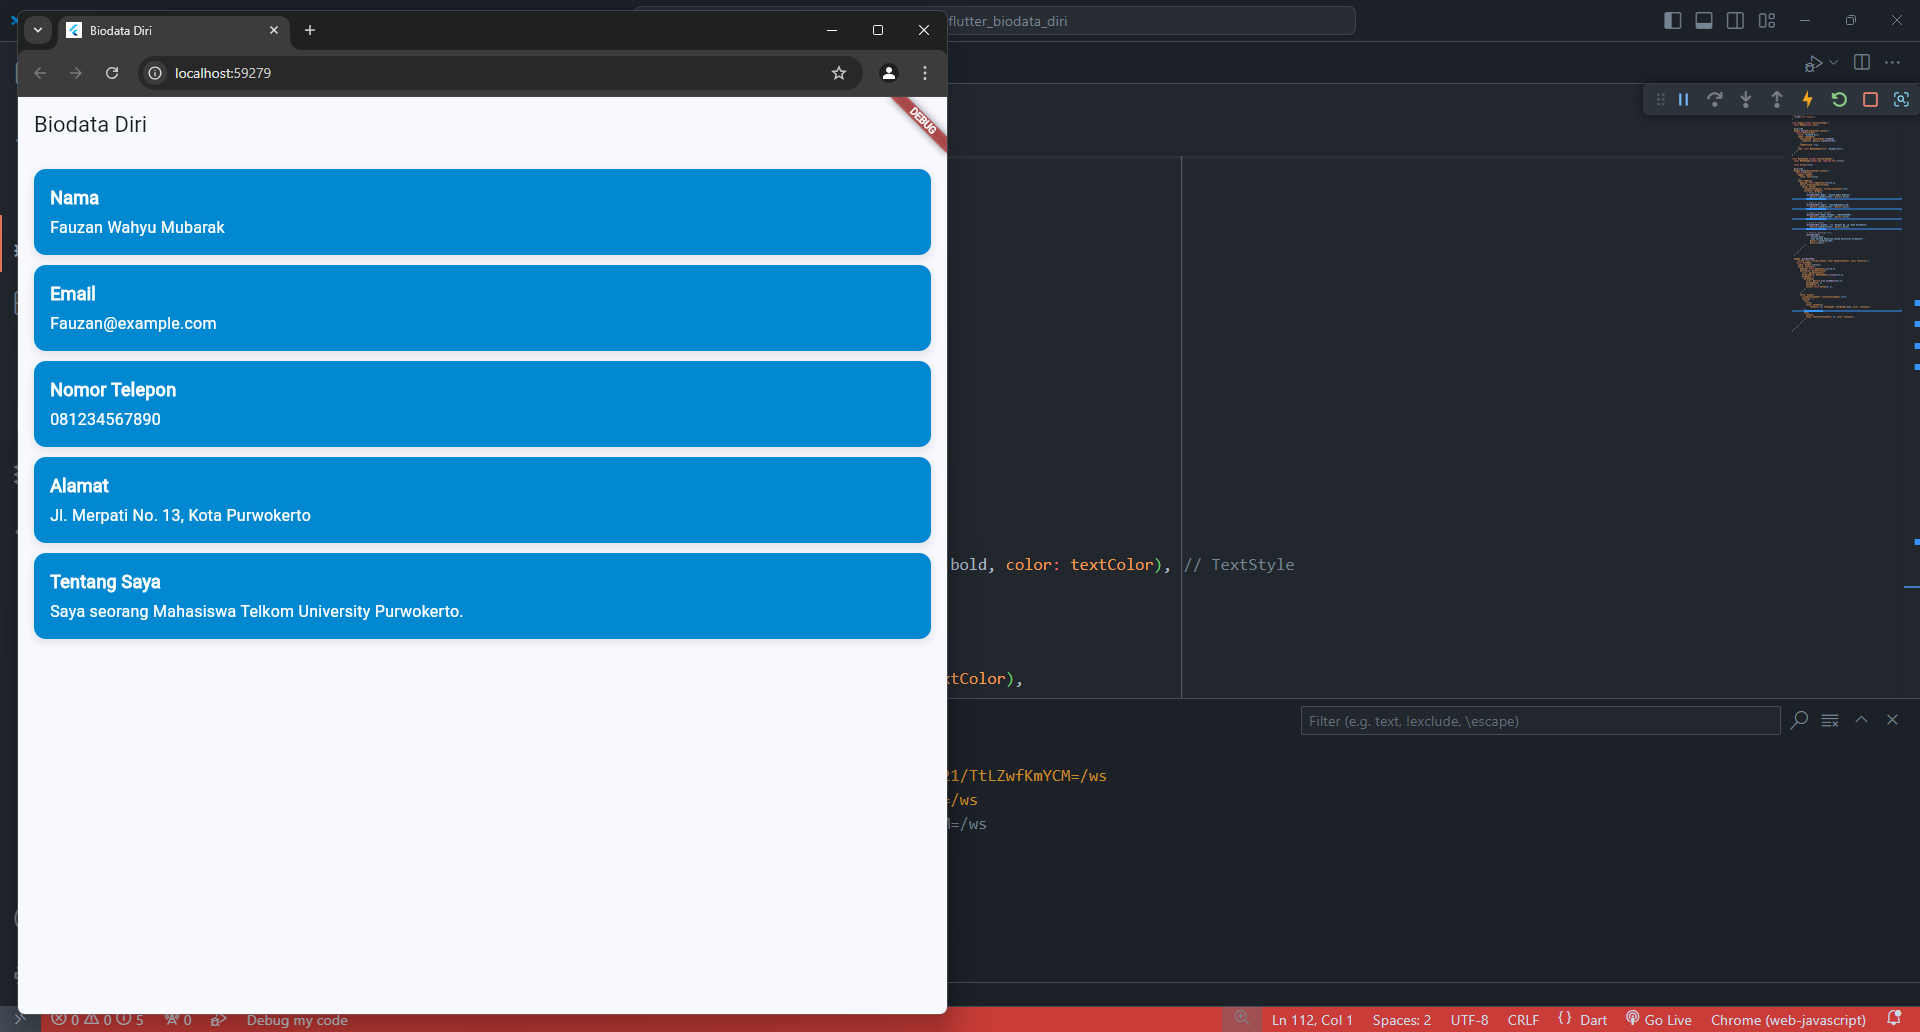 Biodata Diri
flutter_biodata_diri
localhost:59279
Biodata Diri
DEBUG
Nama
Fauzan Wahyu Mubarak
Email
Fauzan@example.com
Nomor Telepon
081234567890
Alamat
Jl. Merpati No. 13, Kota Purwokerto
Tentang Saya
Saya seorang Mahasiswa Telkom University Purwokerto.
bold, color: textColor), // TextStyle
tColor),
Filter (e.g. text, !exclude, \escape)
1/TtLZwfKmYCM=/ws
=/ws
=/ws
0 0 5 0 Debug my code Ln 112, Col 1 Spaces: 2 UTF-8 CRLF {} Dart Go Live Chrome (web-javascript)